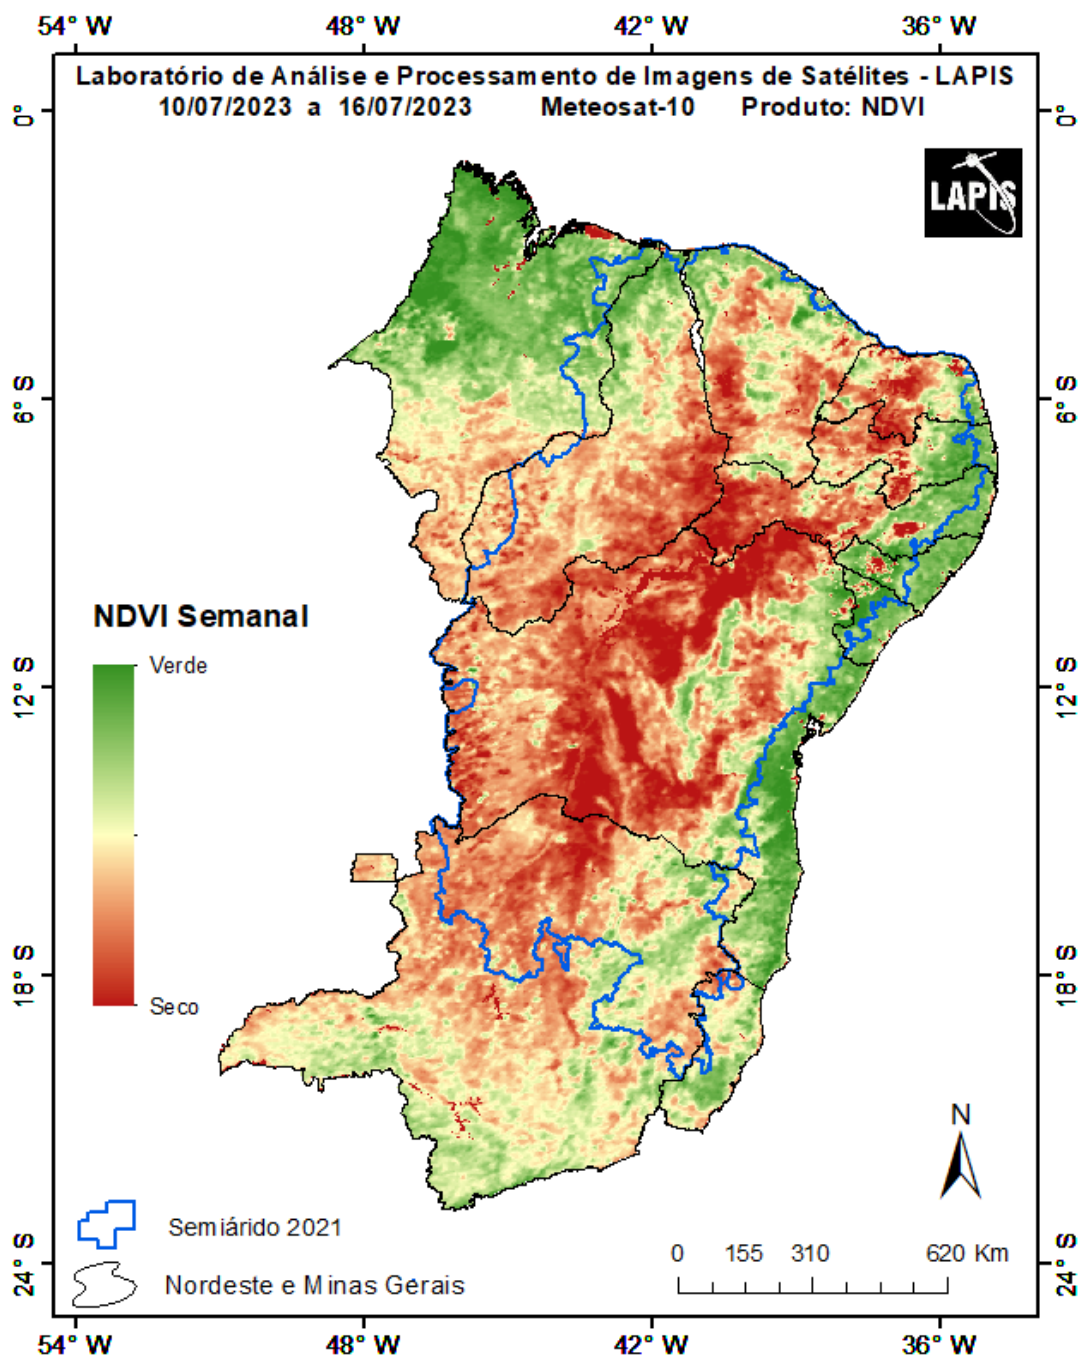 54° W 48° W 42° W 36° W
Laboratório de Análise e Processamento de Imagens de Satélites - LAPIS
10/07/2023 a 16/07/2023 Meteosat-10 Produto: NDVI
0° 0°
LAPIS
6° S 6° S
NDVI Semanal
Verde
12° S 12° S
18° S 18° S
Seco
N
Semiárido 2021
0 155 310 620 Km
24° S 24° S
Nordeste e Minas Gerais
54° W 48° W 42° W 36° W